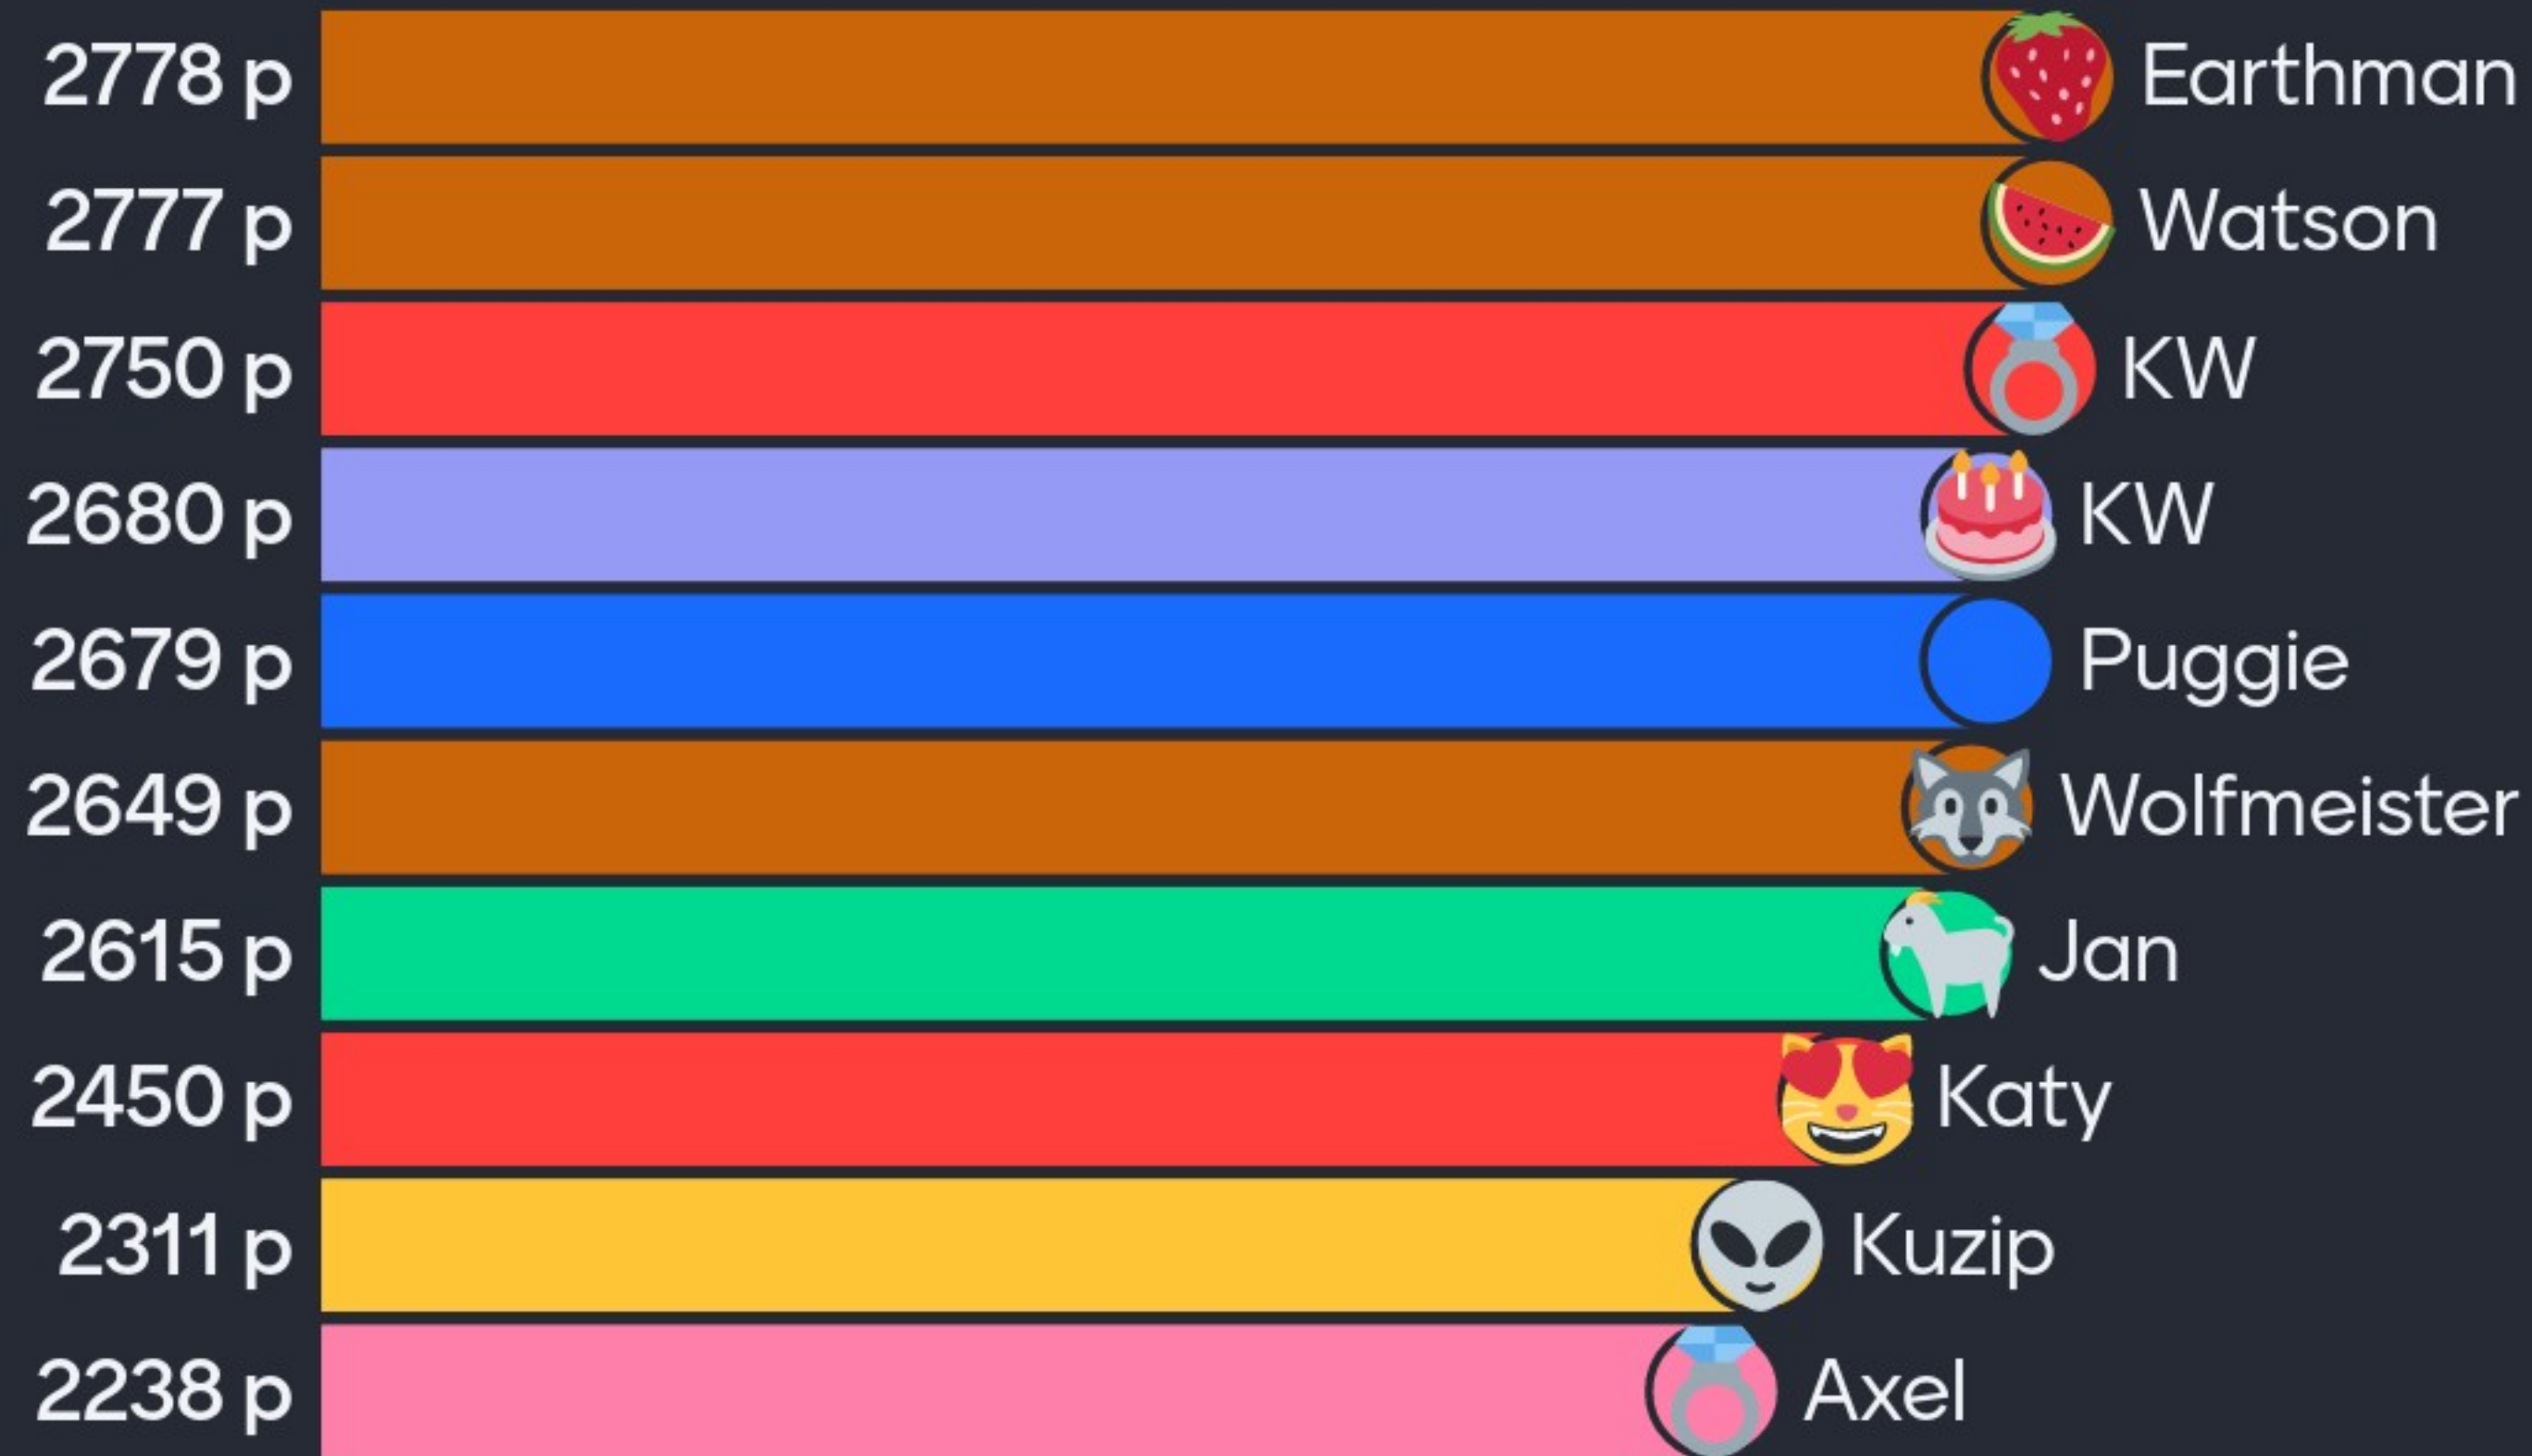 2778 p Earthman
2777 p Watson
2750 p KW
2680 p KW
2679 p Puggie
2649 p Wolfmeister
2615 p Jan
2450 p Katy
2311 p Kuzip
2238 p Axel